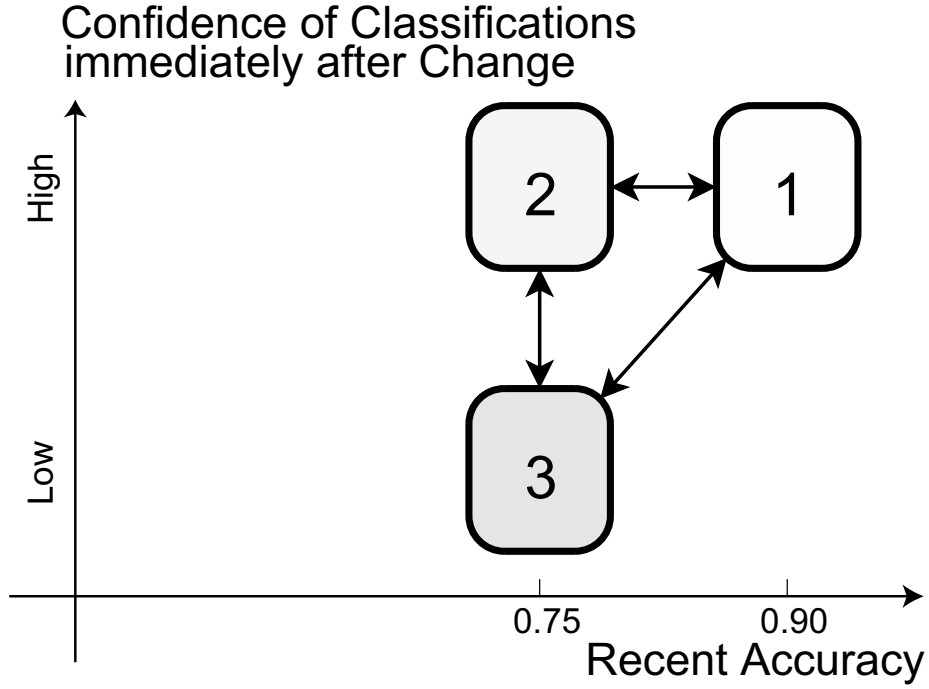 Confidence of Classifications
immediately after Change
High
2
1
Low
3
0.75
0.90
Recent Accuracy